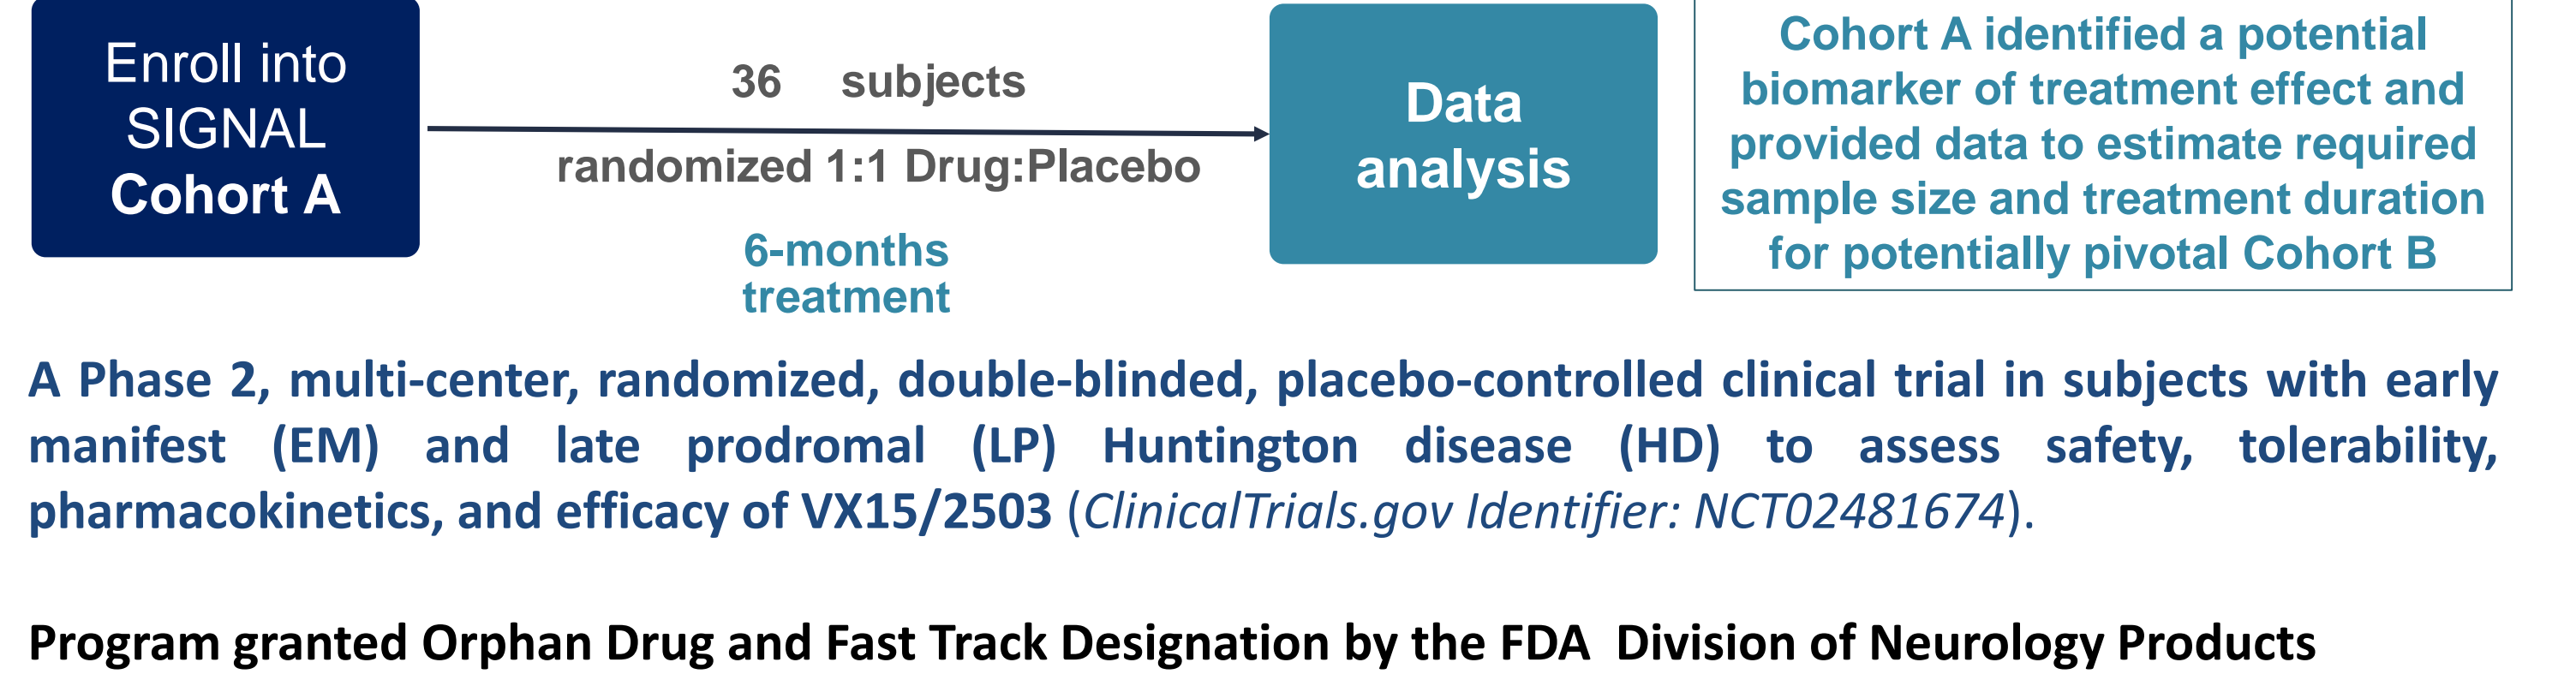 Enroll into
SIGNAL
Cohort A
36 subjects
randomized 1:1 Drug:Placebo
6-months
treatment
Data
analysis
Cohort A identified a potential
biomarker of treatment effect and
provided data to estimate required
sample size and treatment duration
for potentially pivotal Cohort B
A Phase 2, multi-center, randomized, double-blinded, placebo-controlled clinical trial in subjects with early
manifest (EM) and late prodromal (LP) Huntington disease (HD) to assess safety, tolerability,
pharmacokinetics, and efficacy of VX15/2503 (ClinicalTrials.gov Identifier: NCT02481674).
Program granted Orphan Drug and Fast Track Designation by the FDA Division of Neurology Products